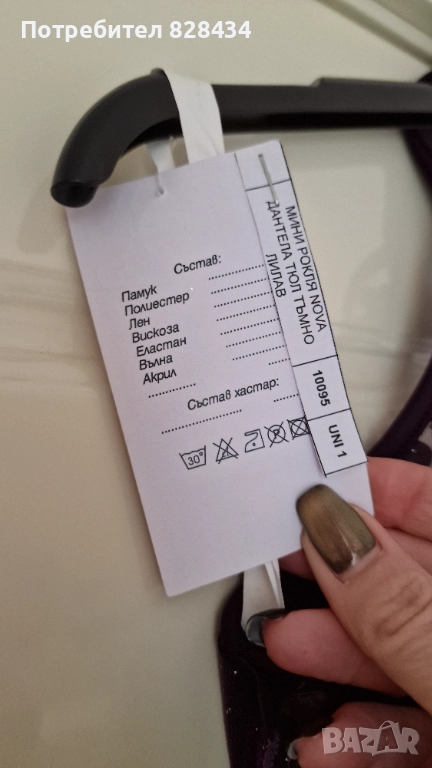 Потребител 828434
Състав:
Памук
Полиестер
Лен
Вискоза
Еластан
Вълна
Акрил
Състав хастар:
30°
МИНИ РОКЛЯ NOVA
ДАНТЕЛА ТЮЛ ТЪМНО
ЛИЛАВ
10095
UNI 1
BAZAR